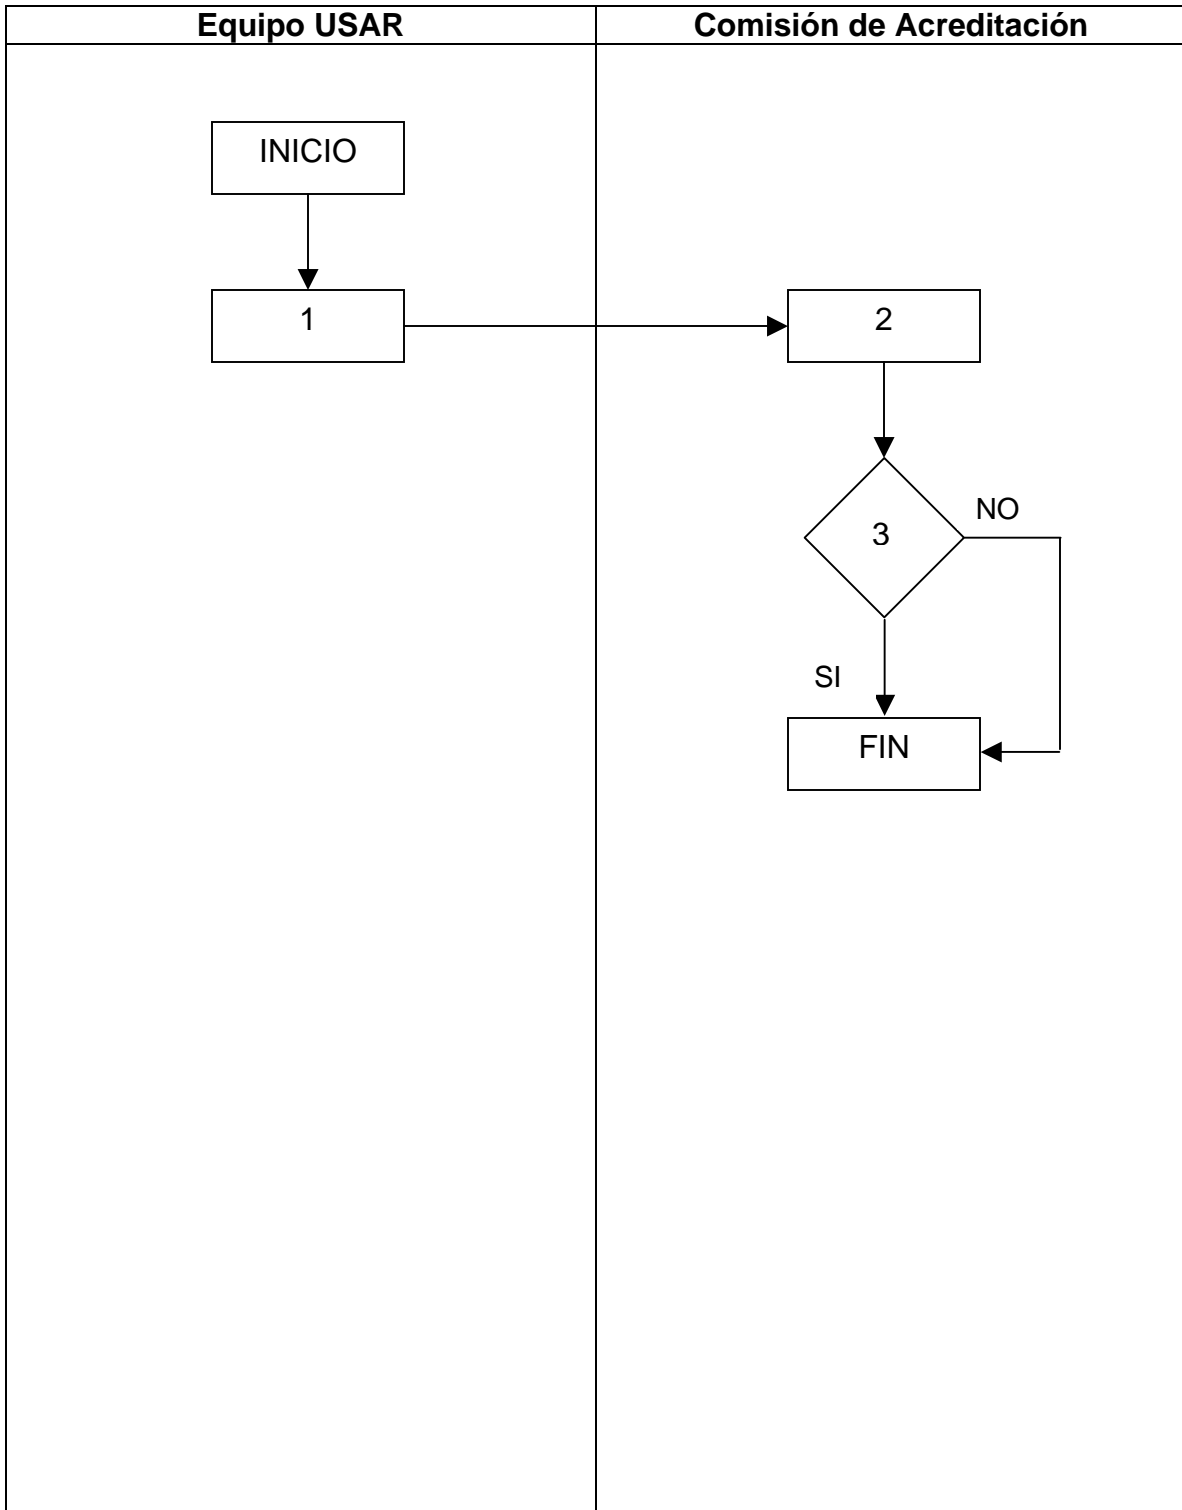 Equipo USAR
Comisión de Acreditación
INICIO
1
2
3
NO
SI
FIN